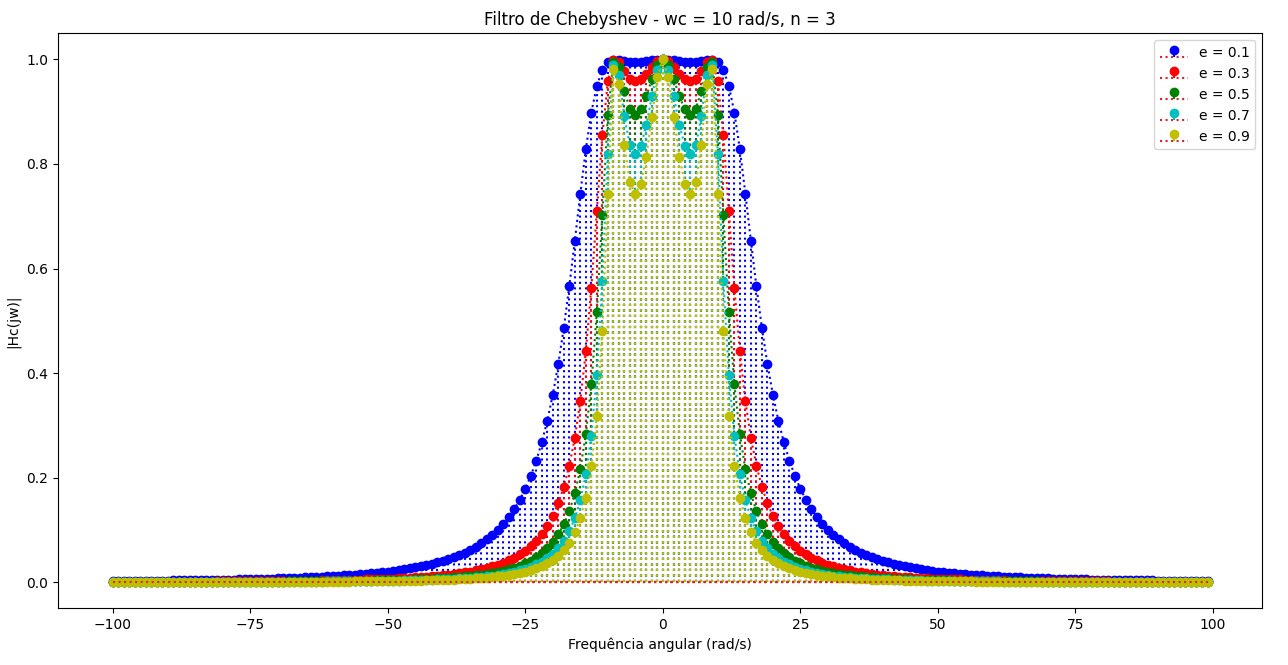 Filtro de Chebyshev - wc = 10 rad/s, n = 3
1.0
0.8
0.6
0.4
0.2
0.0
|Hc(jw)|
e = 0.1
e = 0.3
e = 0.5
e = 0.7
e = 0.9
−100
−75
−50
−25
0
25
50
75
100
Frequência angular (rad/s)